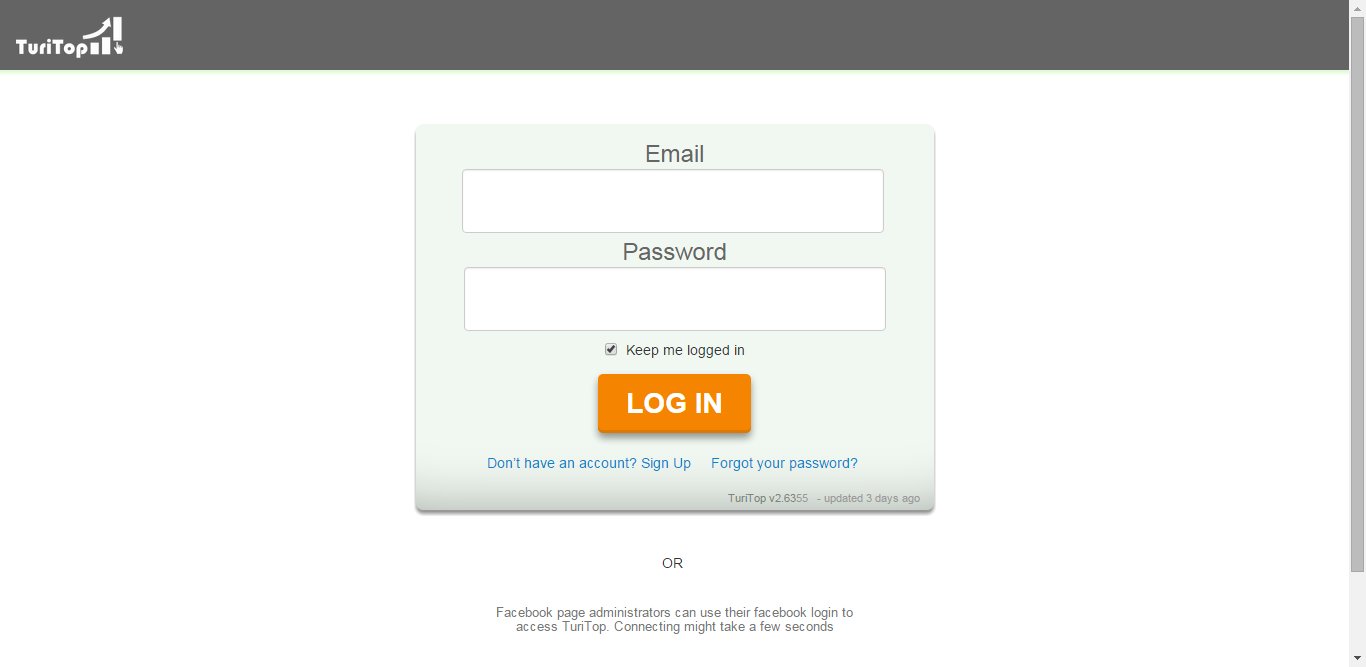 TuriTop
Email
Password
Keep me logged in
LOG IN
Don't have an account? Sign Up Forgot your password?
TuriTop v2.6355 - updated 3 days ago
OR
Facebook page administrators can use their facebook login to
access TuriTop. Connecting might take a few seconds